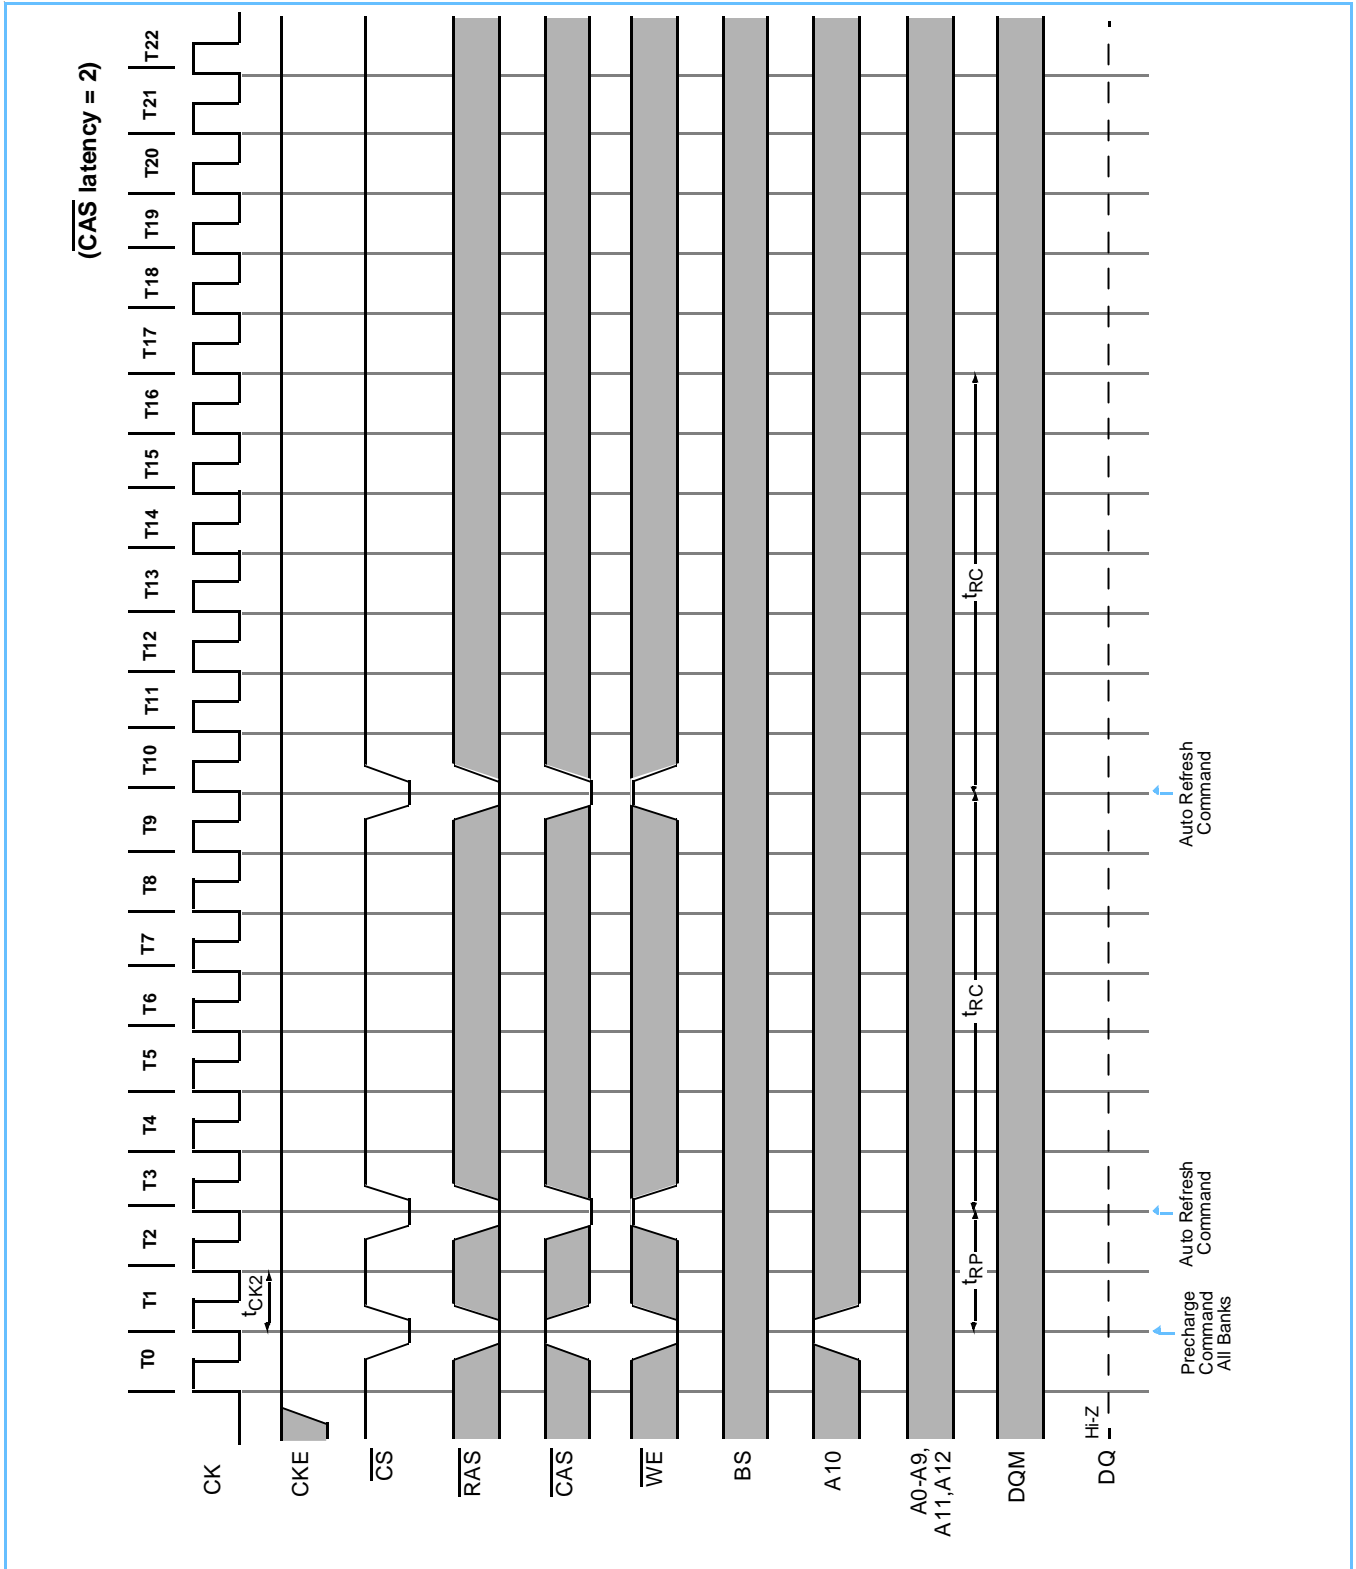 (CAS latency = 2)
T0 T1 T2 T3 T4 T5 T6 T7 T8 T9 T10 T11 T12 T13 T14 T15 T16 T17 T18 T19 T20 T21 T22
CK
tCK2
CKE
CS
RAS
CAS
WE
BS
A10
A0-A9,
A11,A12
tRP
tRC
tRC
DQM
DQ
Hi-Z
Precharge
Command
All Banks
Auto Refresh
Command
Auto Refresh
Command